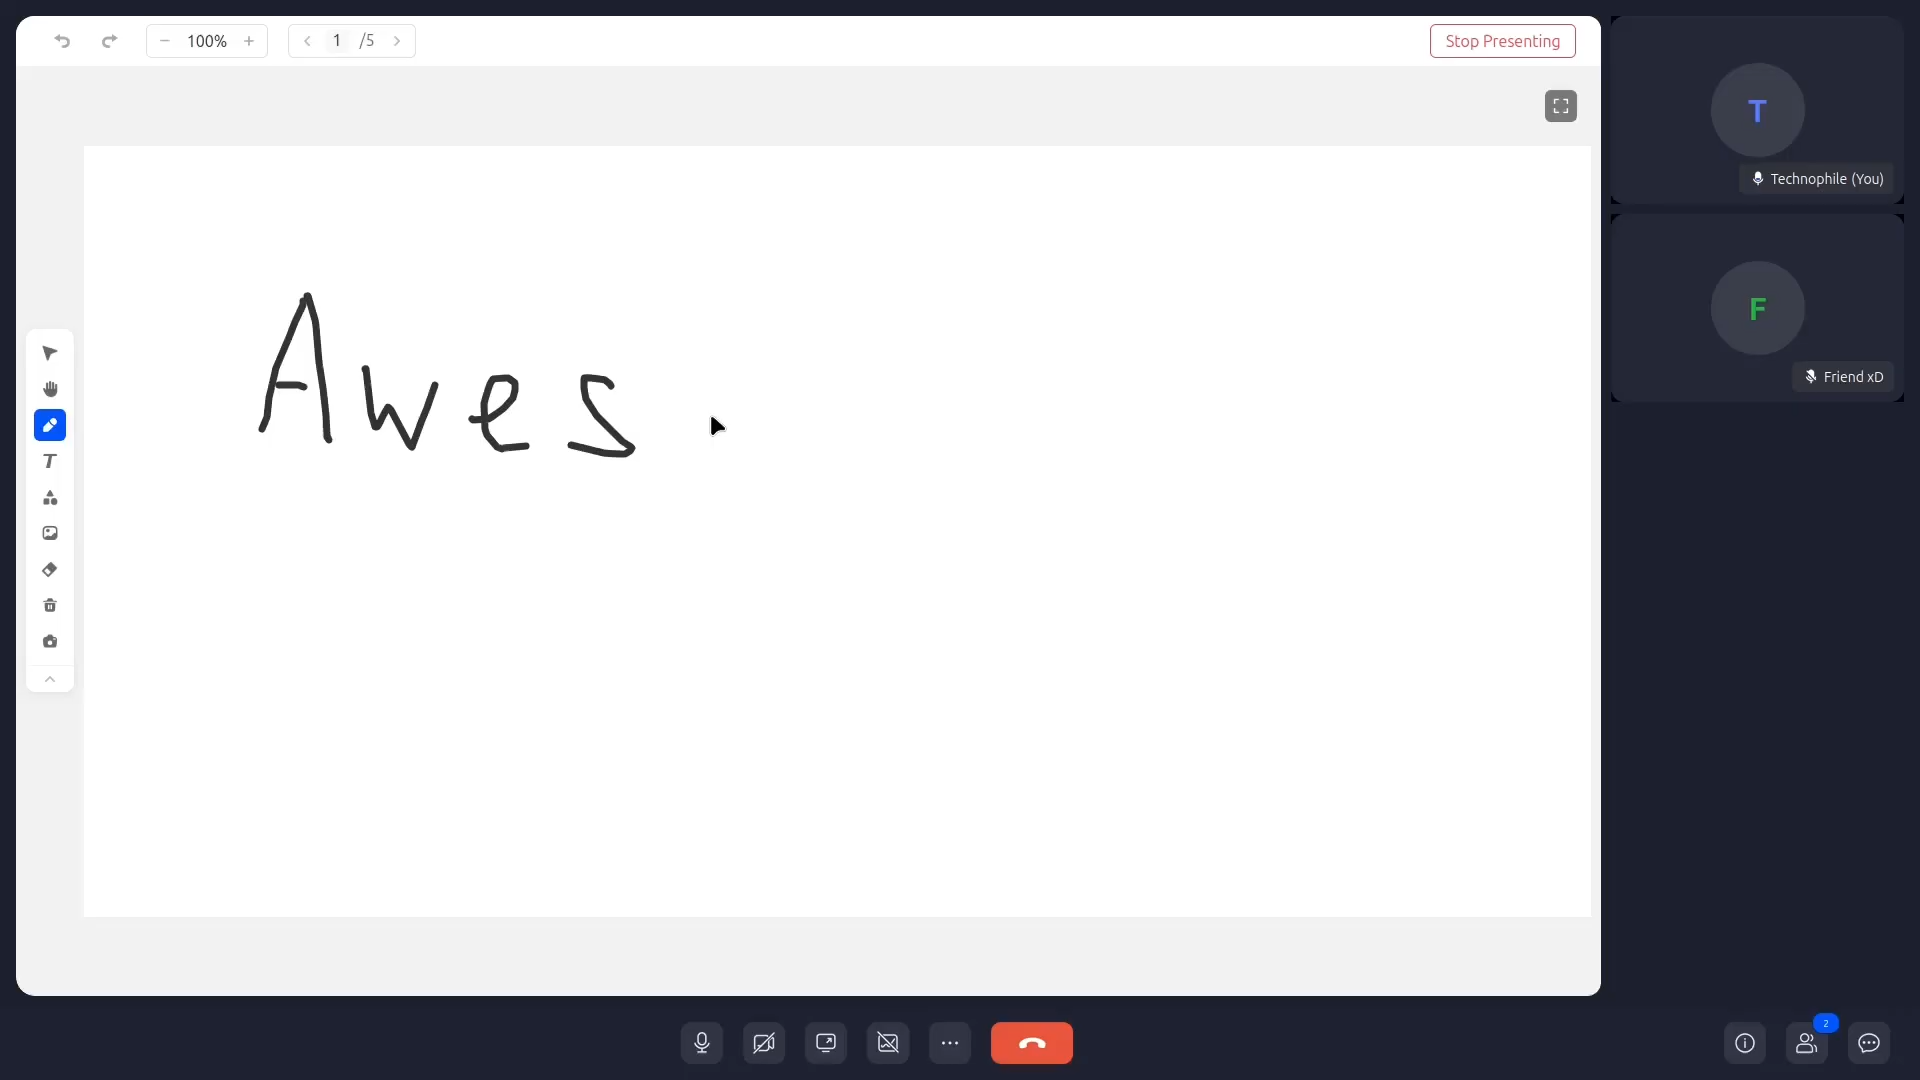 100% 1 /5 Stop Presenting
T
Technophile (You)
Awes
F
Friend xD
T
2